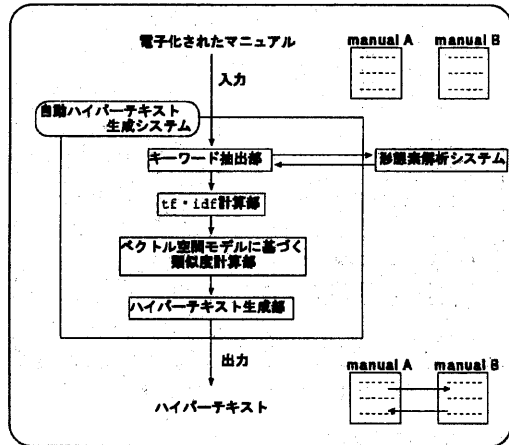 電子化されたマニュアル
manual A
manual B
入力
自動ハイパーテキスト
生成システム
キーワード抽出部
形態素解析システム
tf・idf計算部
ベクトル空間モデルに基づく
類似度計算部
ハイパーテキスト生成部
出力
manual A
manual B
ハイパーテキスト